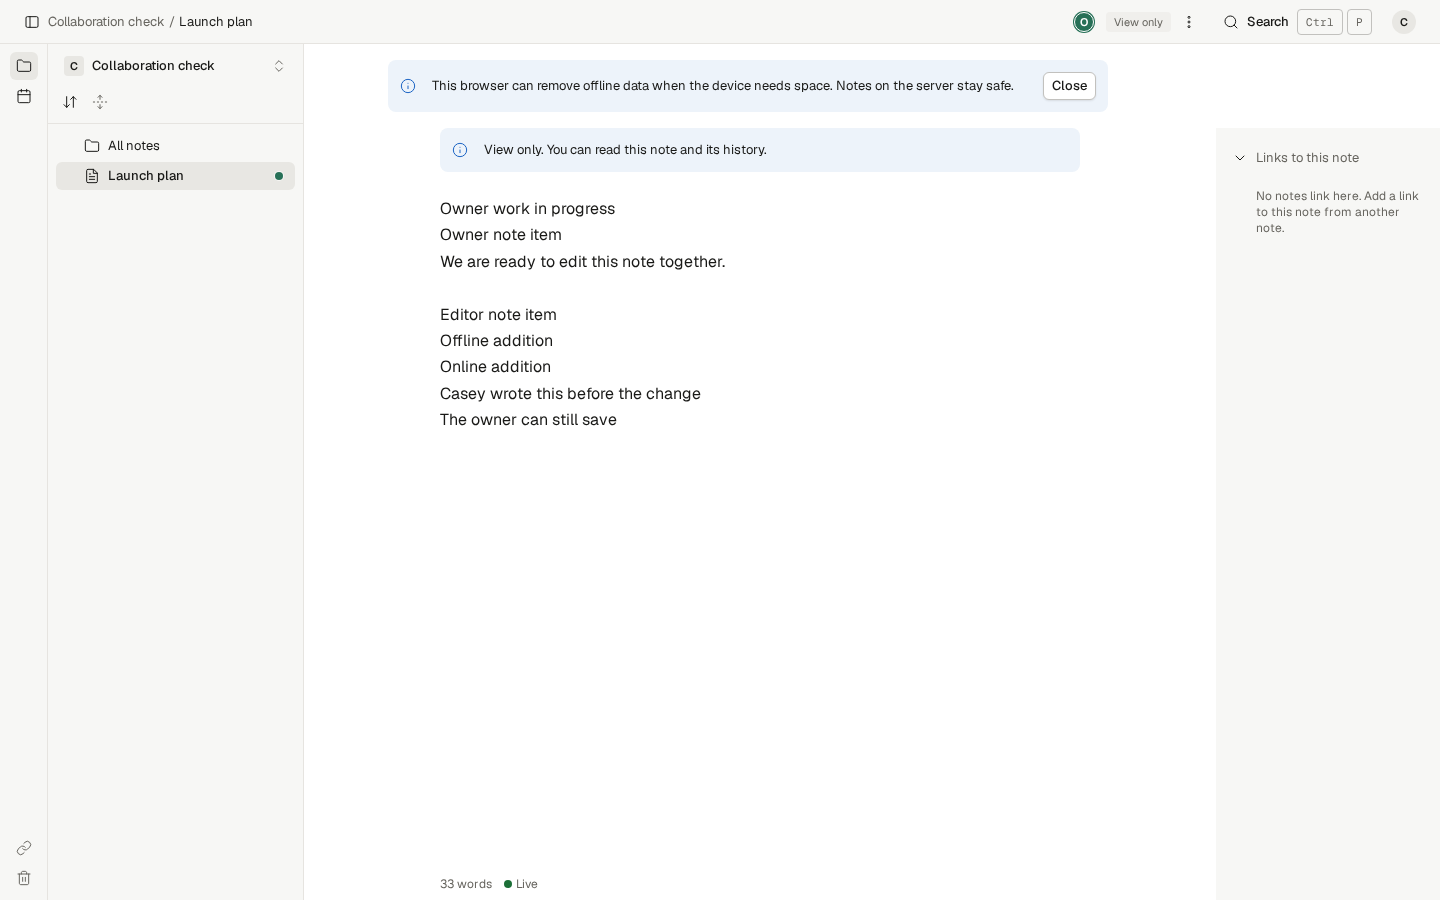 Collaboration check / Launch plan
O
View only
Search
Ctrl
P
C
C
Collaboration check
All notes
Launch plan
This browser can remove offline data when the device needs space. Notes on the server stay safe.
Close
View only. You can read this note and its history.
Owner work in progress
Owner note item
We are ready to edit this note together.
Editor note item
Offline addition
Online addition
Casey wrote this before the change
The owner can still save
33 words
Live
Links to this note
No notes link here. Add a link
to this note from another
note.